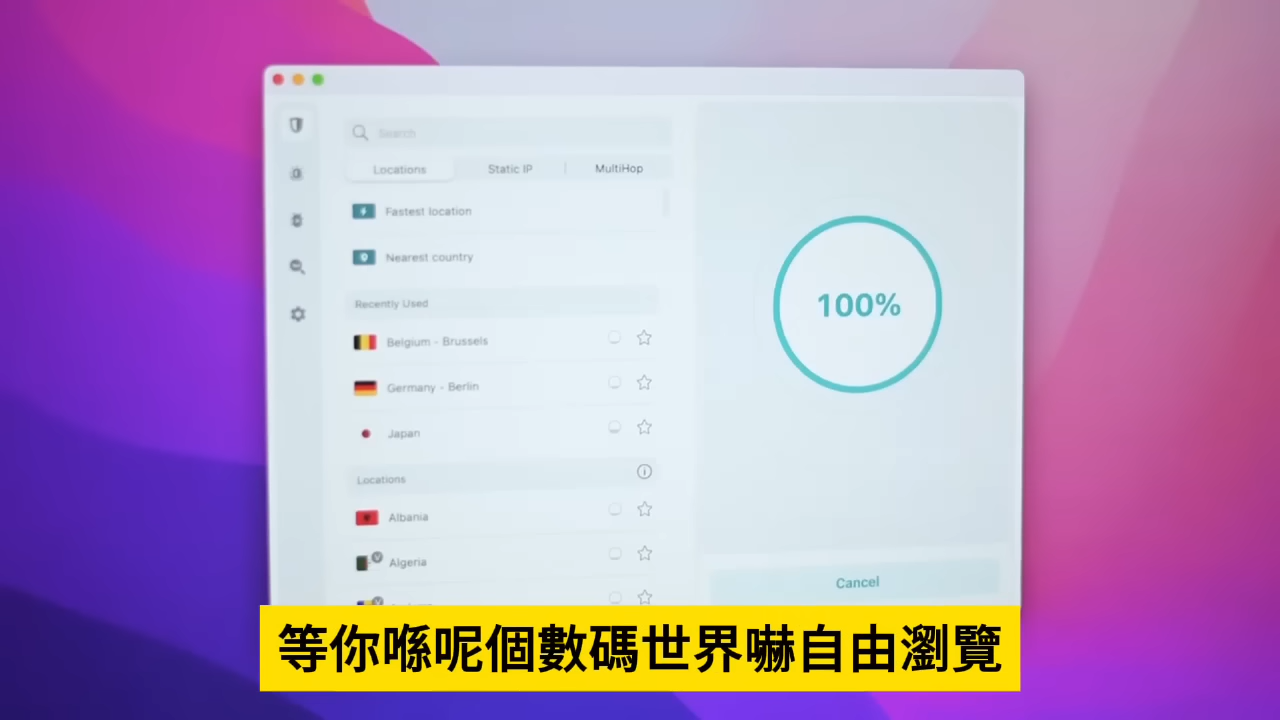 Search
Locations
Static IP
MultiHop
Fastest location
Nearest country
Recently Used
Belgium - Brussels
Germany - Berlin
Japan
Locations
Albania
Algeria
100%
Cancel
等你喺呢個數碼世界嚇自由瀏覽